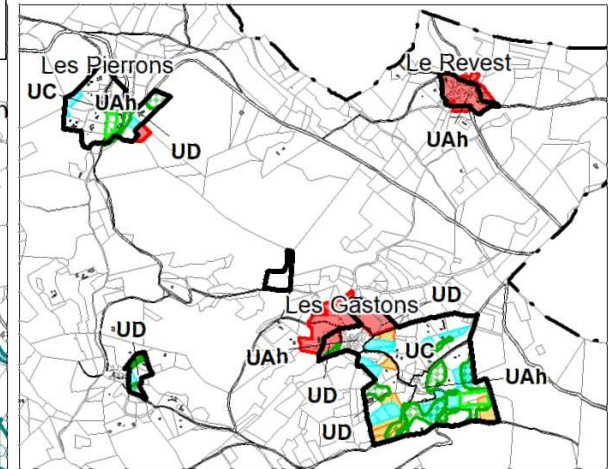 Les Pierrons
Le Revest
UC
UAh
UAh
UD
Les Gastons
UD
UD
UC
UAh
UAh
UD
UD